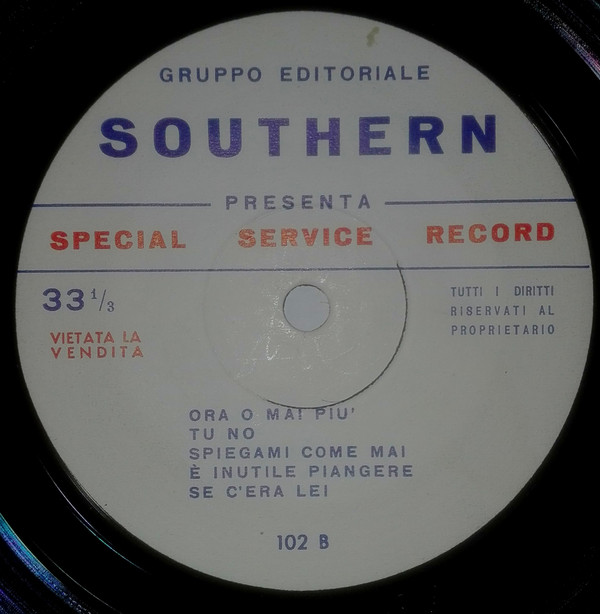 GRUPPO EDITORIALE
SOUTHERN
PRESENTA
SPECIAL SERVICE RECORD
33 1/3
VIETATA LA
VENDITA
TUTTI I DIRITTI
RISERVATI AL
PROPRIETARIO
ORA O MAI PIU'
TU NO
SPIEGAMI COME MAI
È INUTILE PIANGERE
SE C'ERA LEI
102 B